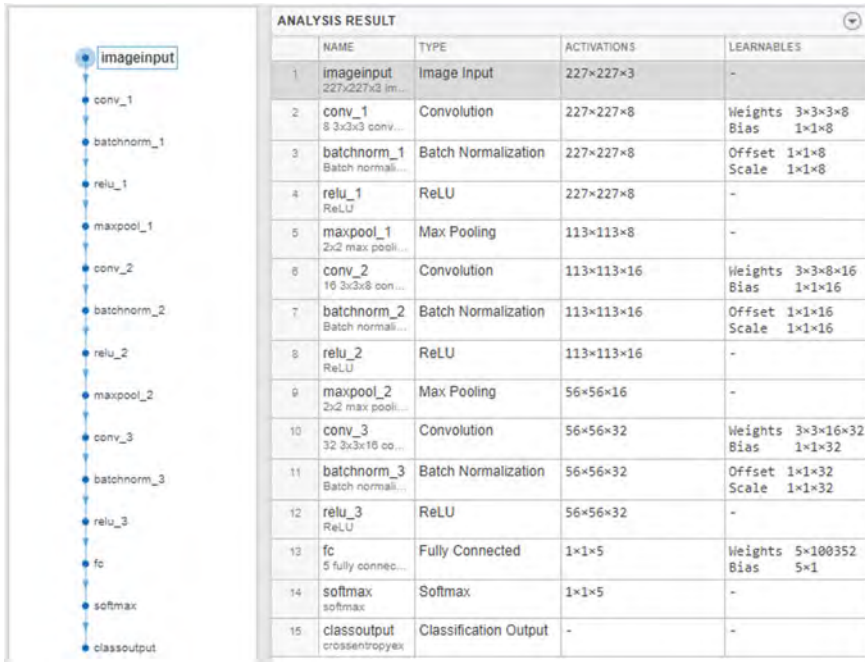 imageinput
conv_1
batchnorm_1
relu_1
maxpool_1
conv_2
batchnorm_2
relu_2
maxpool_2
conv_3
batchnorm_3
relu_3
fc
softmax
classoutput
ANALYSIS RESULT
NAME TYPE ACTIVATIONS LEARNABLES
1 imageinput Image Input 227×227×3 -
227x227x3 im...
2 conv_1 Convolution 227×227×8 Weights 3×3×3×8
8 3x3x3 conv... Bias 1×1×8
3 batchnorm_1 Batch Normalization 227×227×8 Offset 1×1×8
Batch normali... Scale 1×1×8
4 relu_1 ReLU 227×227×8 -
ReLU
5 maxpool_1 Max Pooling 113×113×8 -
2x2 max pooli...
6 conv_2 Convolution 113×113×16 Weights 3×3×8×16
16 3x3x8 con... Bias 1×1×16
7 batchnorm_2 Batch Normalization 113×113×16 Offset 1×1×16
Batch normali... Scale 1×1×16
8 relu_2 ReLU 113×113×16 -
ReLU
9 maxpool_2 Max Pooling 56×56×16 -
2x2 max pooli...
10 conv_3 Convolution 56×56×32 Weights 3×3×16×32
32 3x3x16 co... Bias 1×1×32
11 batchnorm_3 Batch Normalization 56×56×32 Offset 1×1×32
Batch normali... Scale 1×1×32
12 relu_3 ReLU 56×56×32 -
ReLU
13 fc Fully Connected 1×1×5 Weights 5×100352
5 fully connec... Bias 5×1
14 softmax Softmax 1×1×5 -
softmax
15 classoutput Classification Output - -
crossentropyex